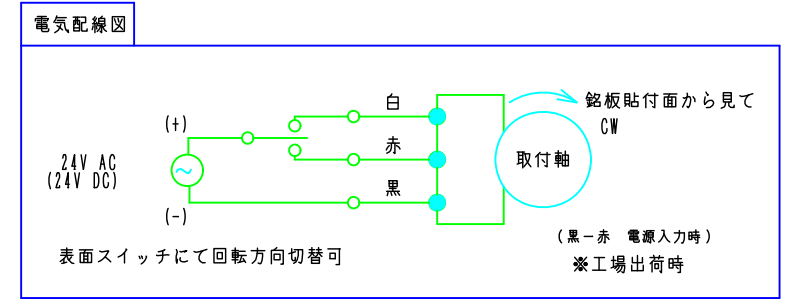 電気配線図
白
銘板貼付面から見て
(+)
CW
赤
24V AC
取付軸
(24V DC)
黒
(-)
(黒ー赤 電源入力時)
表面スイッチにて回転方向切替可
※工場出荷時